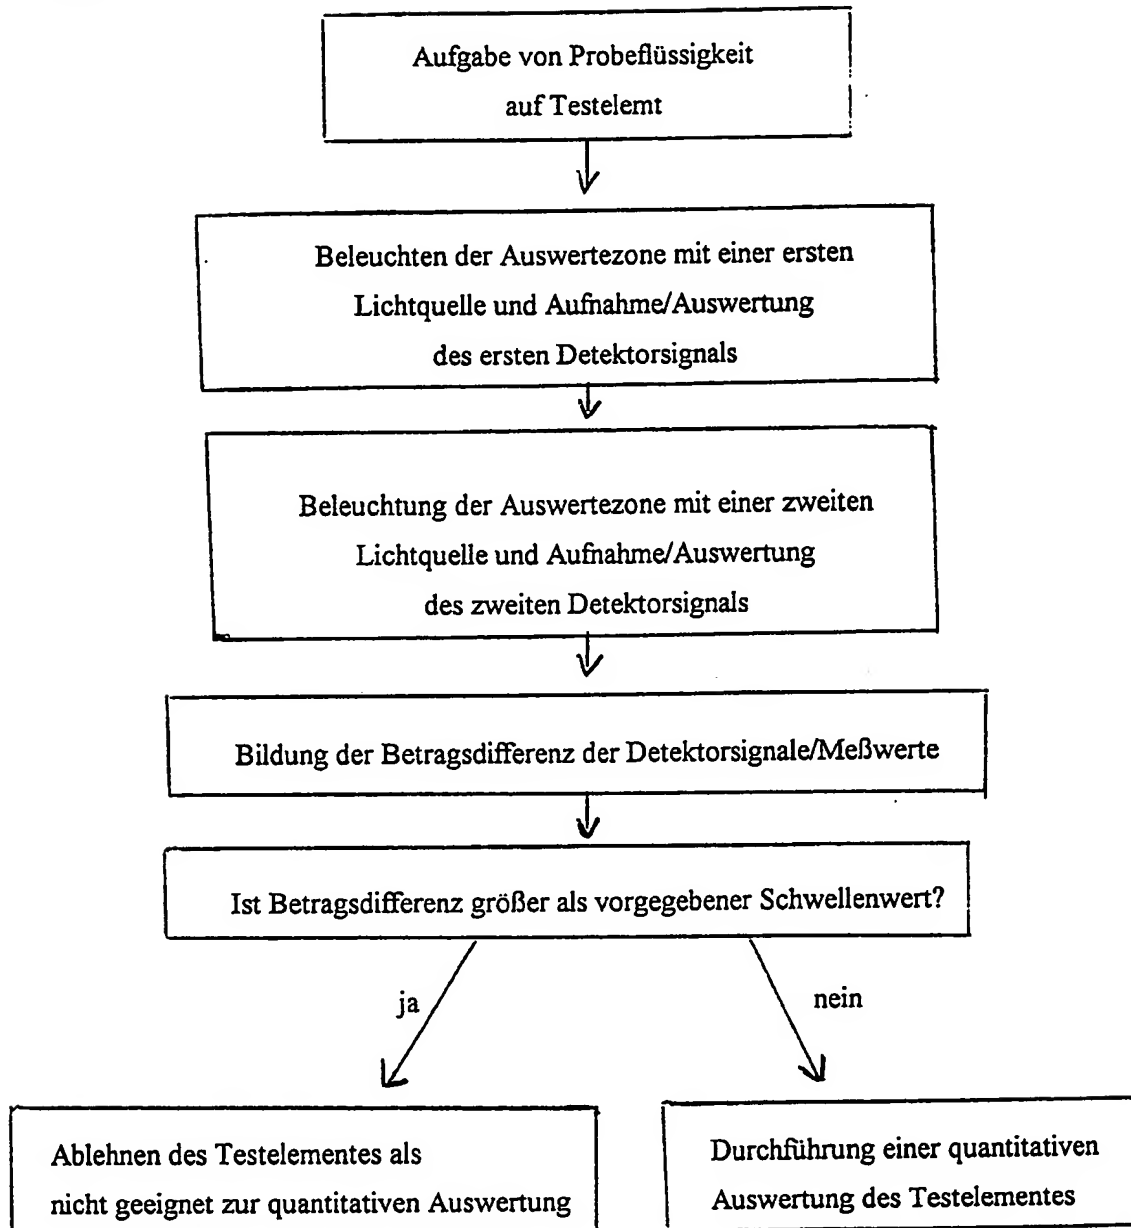 Aufgabe von Probeflüssigkeit
auf Testelemt
Beleuchten der Auswertezone mit einer ersten
Lichtquelle und Aufnahme/Auswertung
des ersten Detektorsignals
Beleuchtung der Auswertezone mit einer zweiten
Lichtquelle und Aufnahme/Auswertung
des zweiten Detektorsignals
Bildung der Betragsdifferenz der Detektorsignale/Meßwerte
Ist Betragsdifferenz größer als vorgegebener Schwellenwert?
ja
nein
Ablehnen des Testelementes als
nicht geeignet zur quantitativen Auswertung
Durchführung einer quantitativen
Auswertung des Testelementes